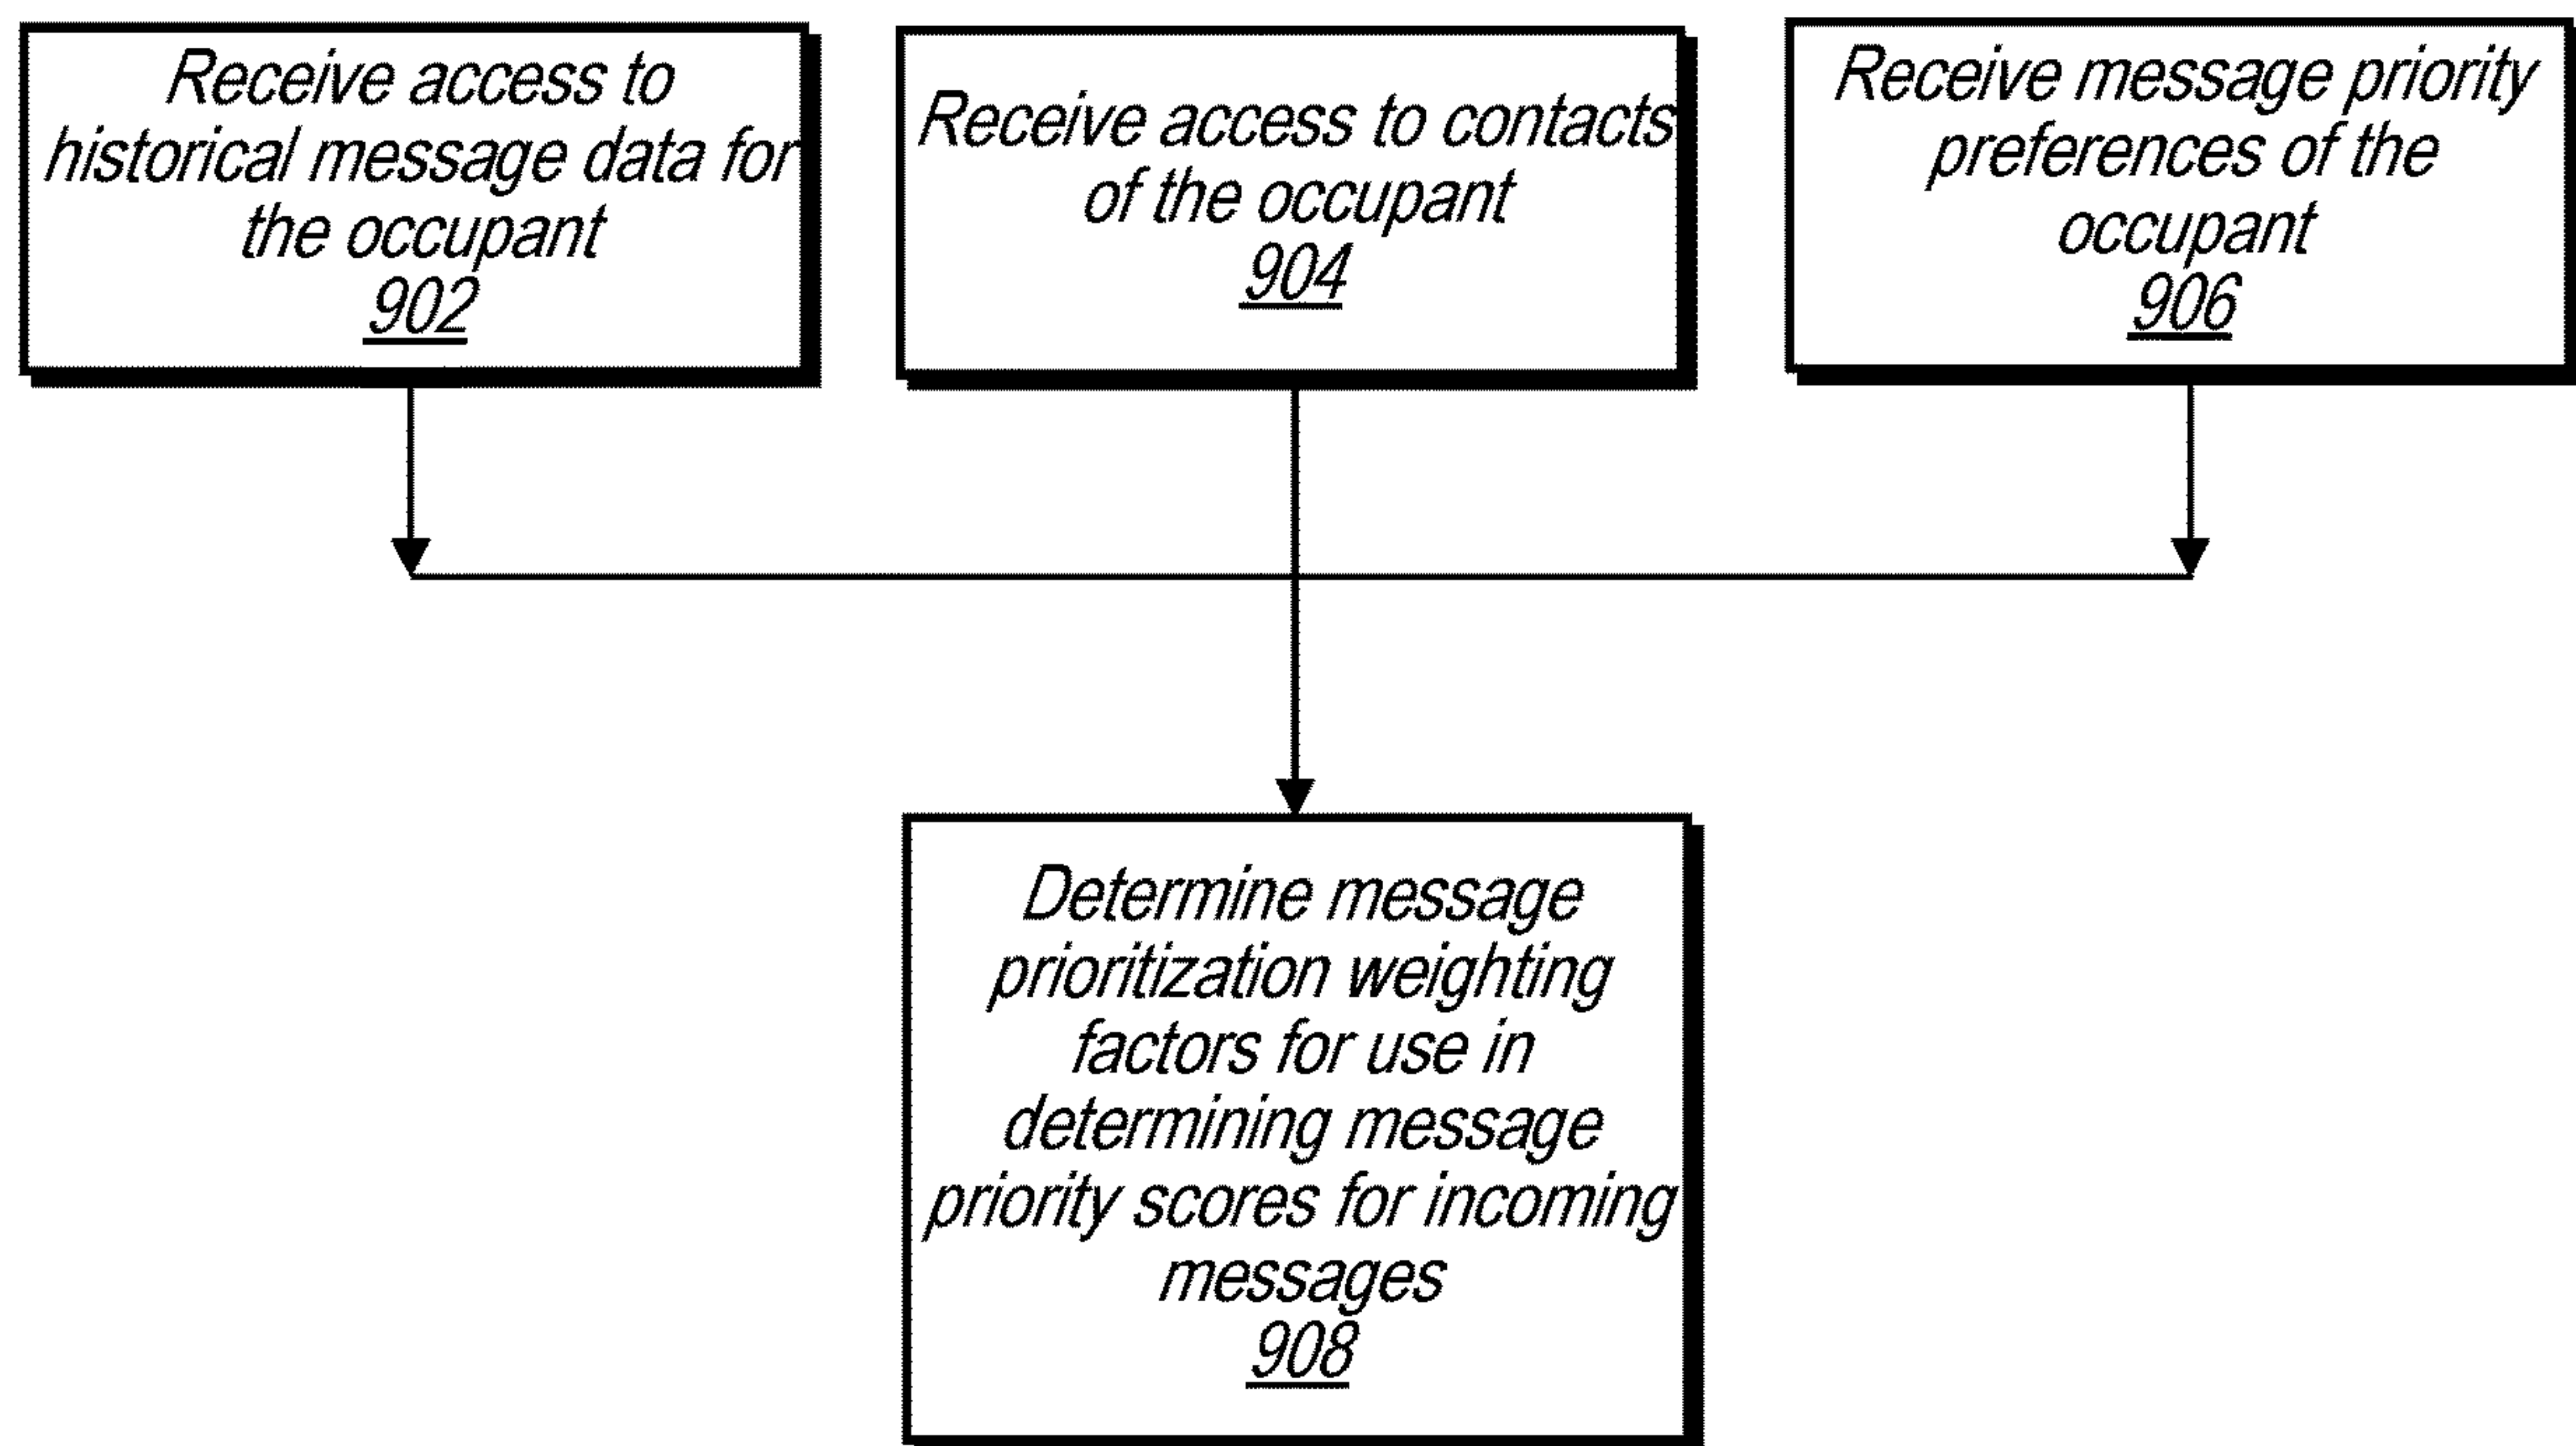 Receive access to
historical message data for
the occupant
902
Receive access to contacts
of the occupant
904
Receive message priority
preferences of the
occupant
906
Determine message
prioritization weighting
factors for use in
determining message
priority scores for incoming
messages
908